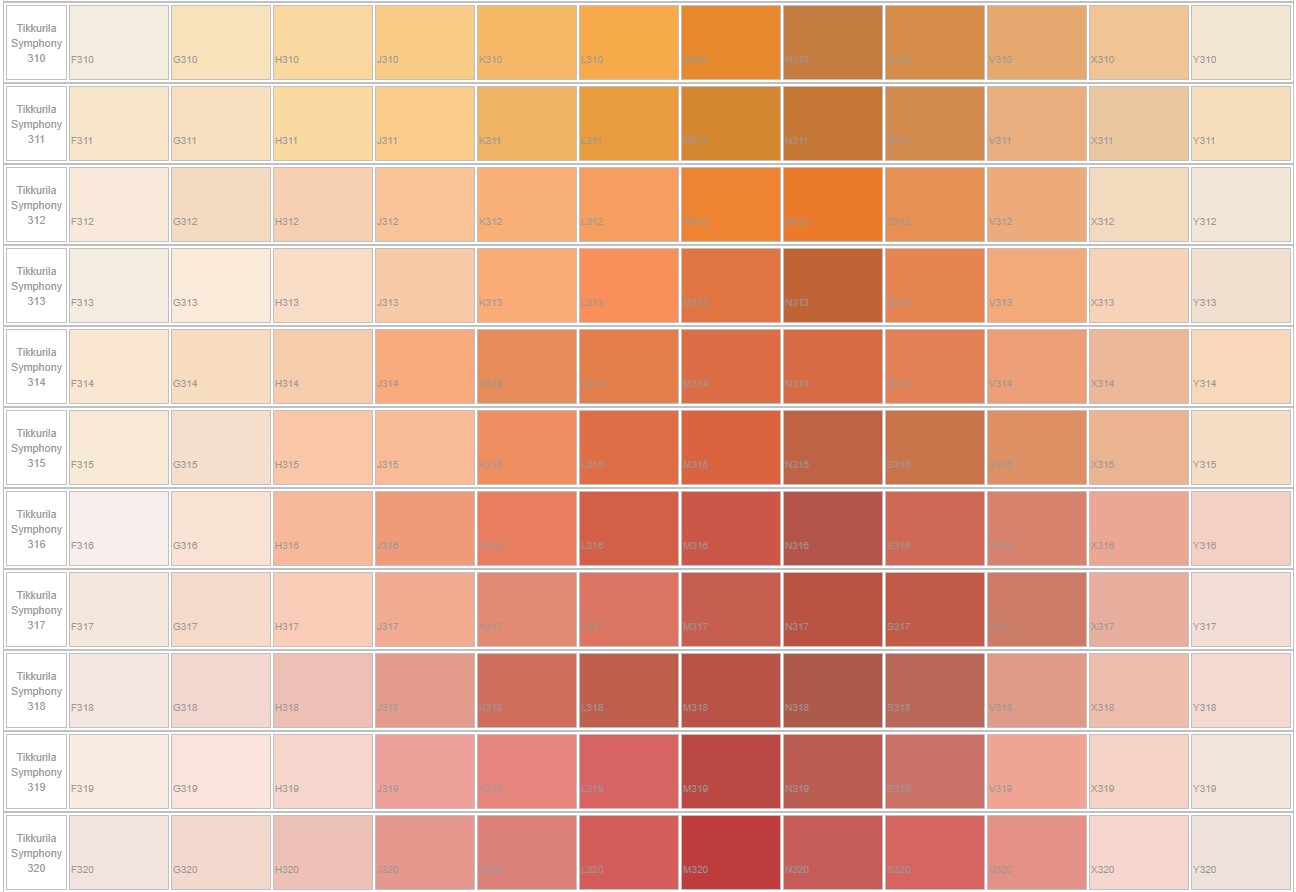 Tikkurila
Symphony
310
F310 G310 H310 J310 K310 L310 M310 N310 S310 V310 X310 Y310
Tikkurila
Symphony
311
F311 G311 H311 J311 K311 L311 M311 N311 S311 V311 X311 Y311
Tikkurila
Symphony
312
F312 G312 H312 J312 K312 L312 M312 N312 S312 V312 X312 Y312
Tikkurila
Symphony
313
F313 G313 H313 J313 K313 L313 M313 N313 S313 V313 X313 Y313
Tikkurila
Symphony
314
F314 G314 H314 J314 K314 L314 M314 N314 S314 V314 X314 Y314
Tikkurila
Symphony
315
F315 G315 H315 J315 K315 L315 M315 N315 S315 V315 X315 Y315
Tikkurila
Symphony
316
F316 G316 H316 J316 K316 L316 M316 N316 S316 V316 X316 Y316
Tikkurila
Symphony
317
F317 G317 H317 J317 K317 L317 M317 N317 S317 V317 X317 Y317
Tikkurila
Symphony
318
F318 G318 H318 J318 K318 L318 M318 N318 S318 V318 X318 Y318
Tikkurila
Symphony
319
F319 G319 H319 J319 K319 L319 M319 N319 S319 V319 X319 Y319
Tikkurila
Symphony
320
F320 G320 H320 J320 K320 L320 M320 N320 S320 V320 X320 Y320